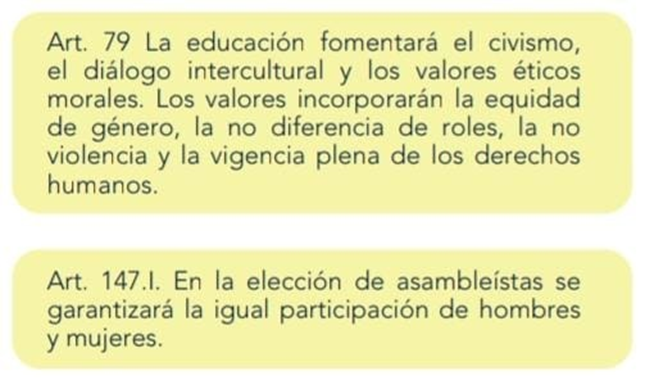 Art. 79 La educación fomentará el civismo,
el diálogo intercultural y los valores éticos
morales. Los valores incorporarán la equidad
de género, la no diferencia de roles, la no
violencia y la vigencia plena de los derechos
humanos.
Art. 147.I. En la elección de asambleístas se
garantizará la igual participación de hombres
y mujeres.